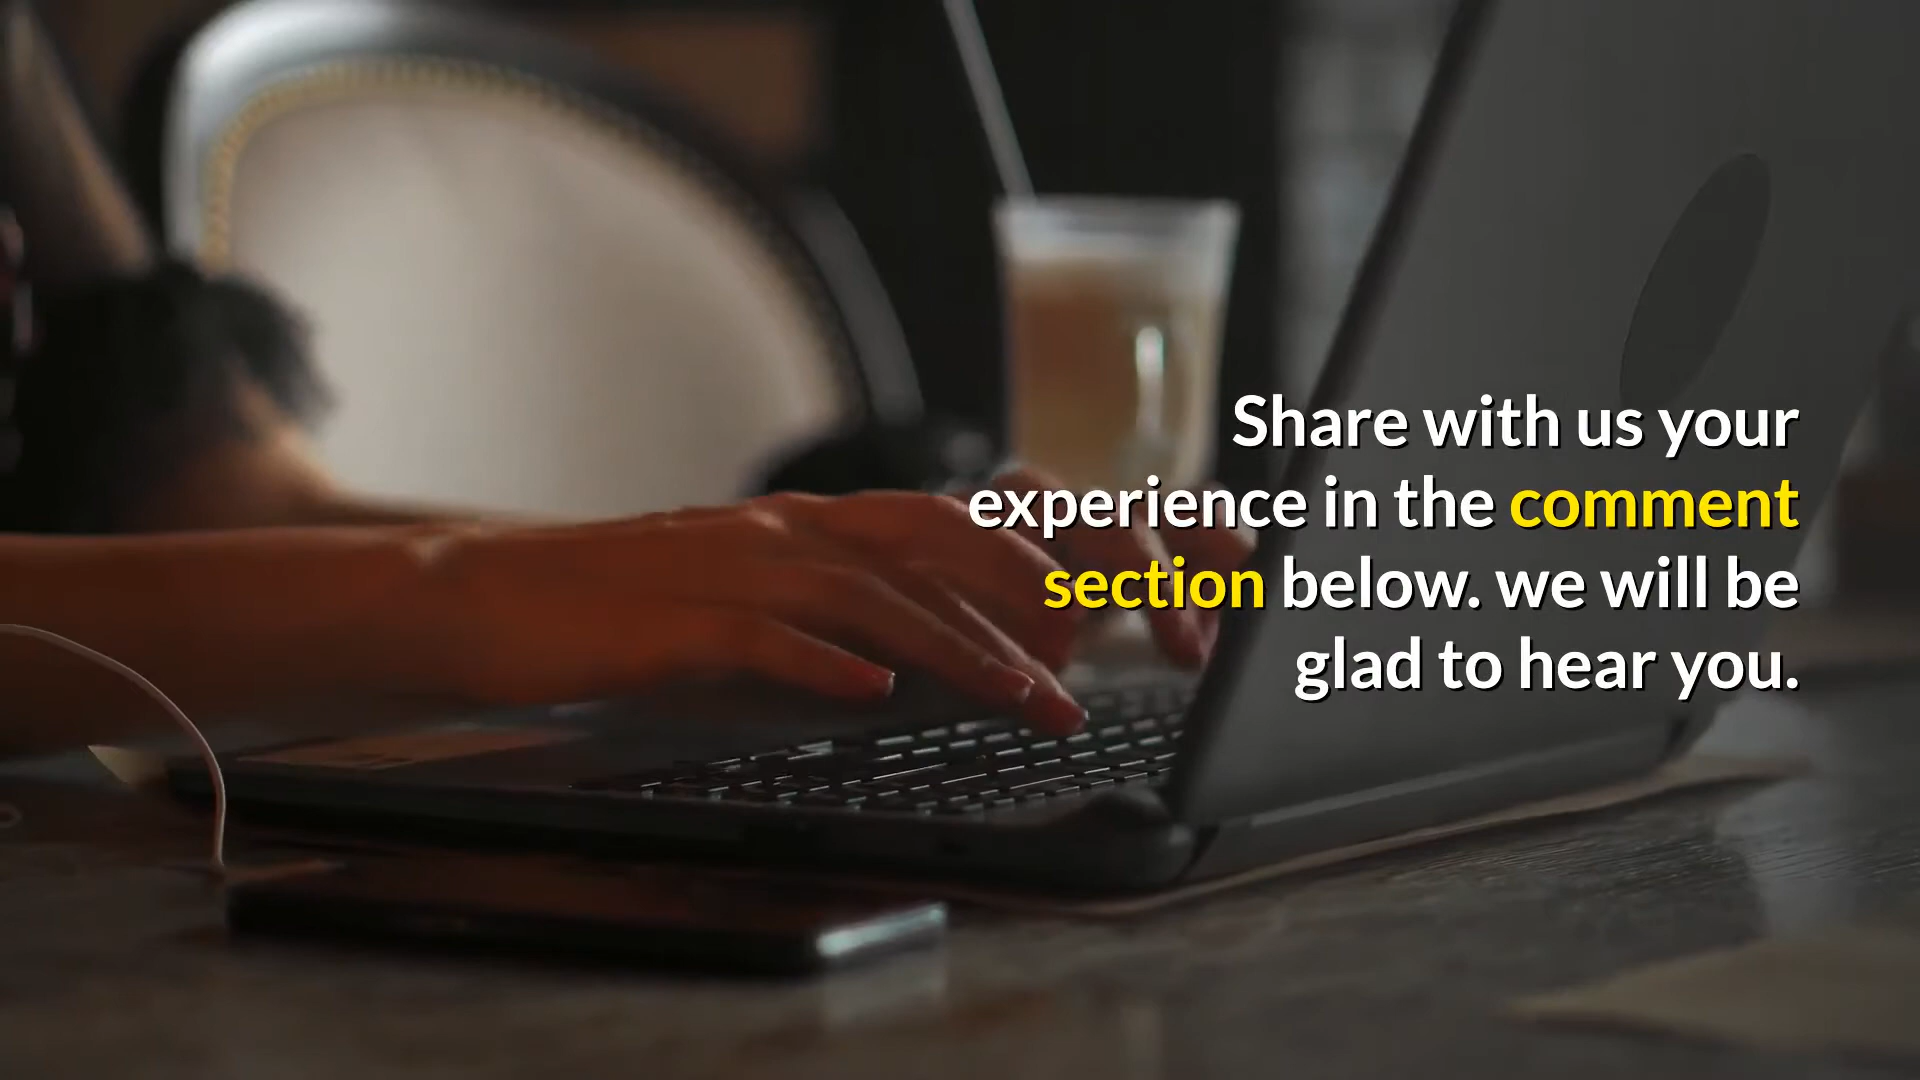 Share with us your
experience in the comment
section below. we will be
glad to hear you.